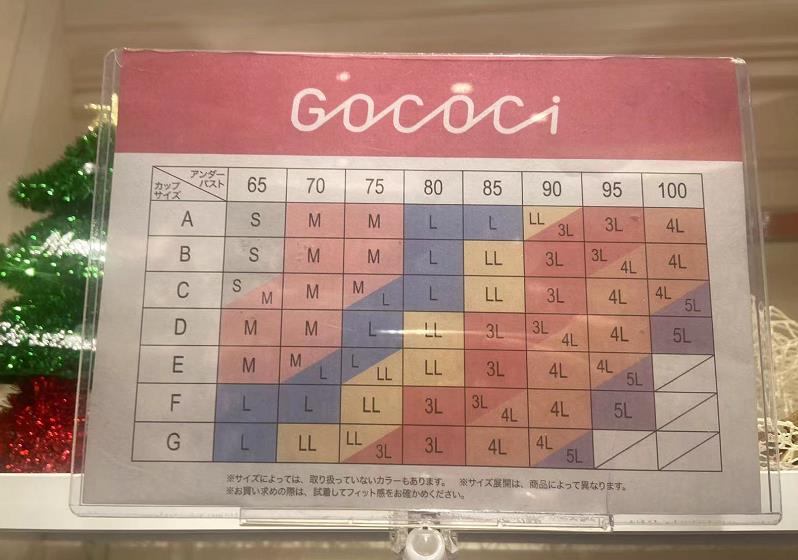 GOCOCi
アンダーバスト カップサイズ 65 70 75 80 85 90 95 100
A S M M L L LL 3L 3L 4L
B S M M L LL 3L 3L 4L 4L
C S M M M L L LL 3L 4L 4L 5L
D M M L LL 3L 3L 4L 4L 5L
E M M L L LL LL 3L 4L 4L 5L
F L L LL 3L 3L 4L 4L 5L
G L LL LL 3L 3L 4L 4L 5L
※サイズによっては、取り扱っていないカラーもあります。 ※サイズ展開は、商品によって異なります。
※お買い求めの際は、試着してフィット感をお確かめください。